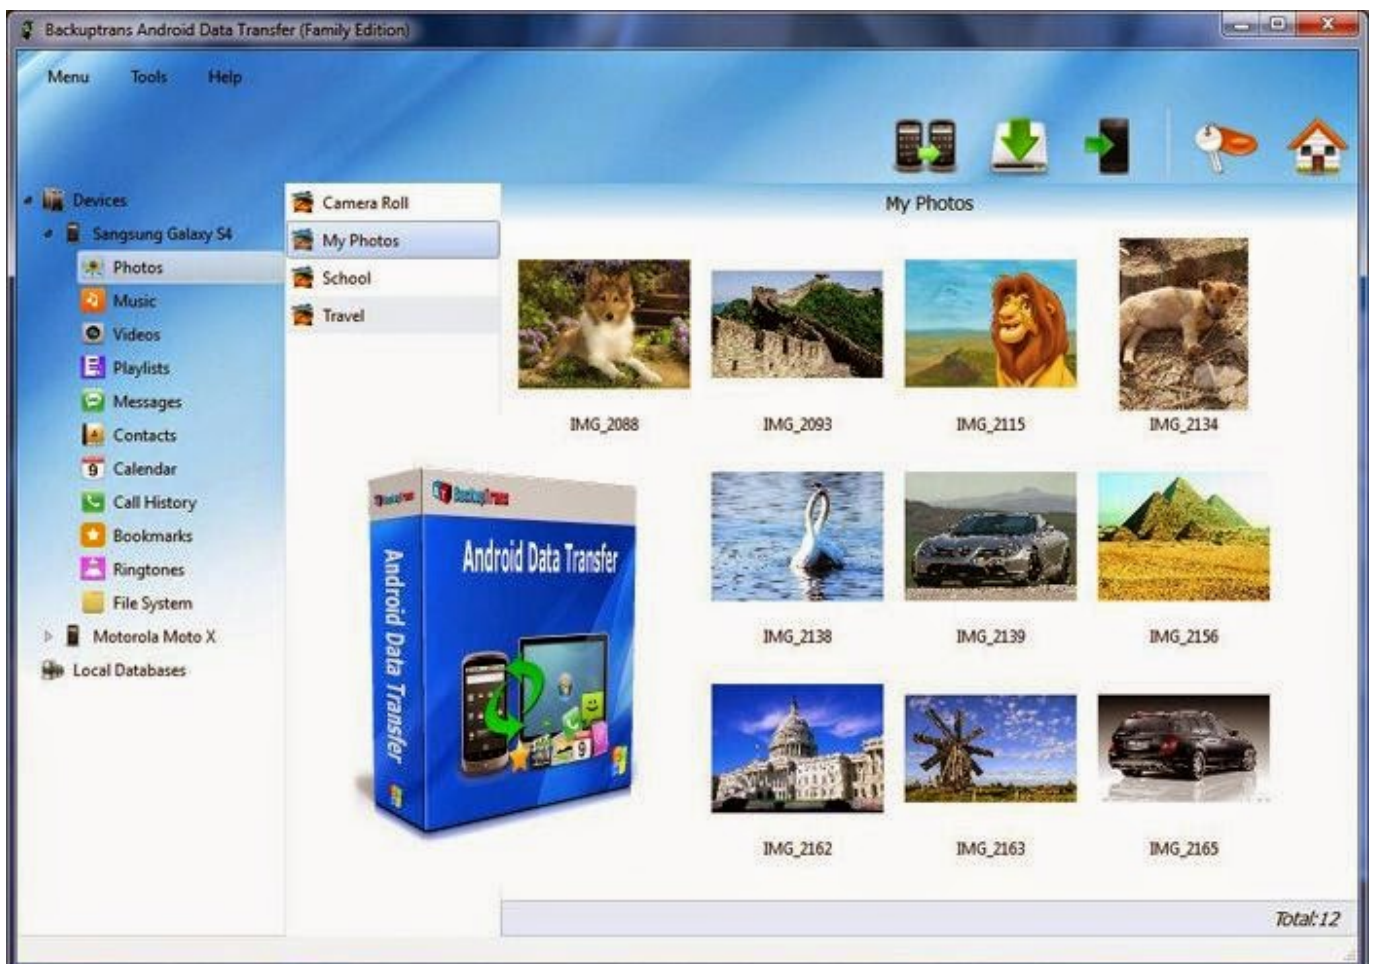 Backuptrans Android Data Transfer (Family Edition)
Menu Tools Help
Devices
Sangsung Galaxy S4
Photos
Music
Videos
Playlists
Messages
Contacts
Calendar
Call History
Bookmarks
Ringtones
File System
Motorola Moto X
Local Databases
Camera Roll
My Photos
School
Travel
My Photos
IMG_2088 IMG_2093 IMG_2115 IMG_2134
IMG_2138 IMG_2139 IMG_2156
IMG_2162 IMG_2163 IMG_2165
BackupTrans
Android Data Transfer
Android Data Transfer
Total:12